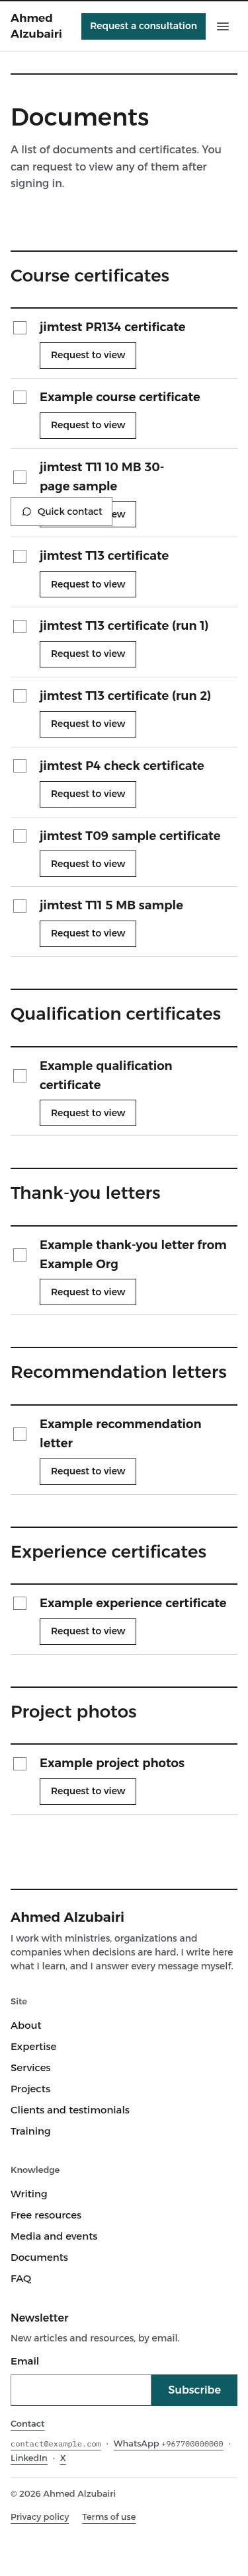 Ahmed
Alzubairi
Request a consultation
Documents
A list of documents and certificates. You
can request to view any of them after
signing in.
Course certificates
jimtest PR134 certificate
Request to view
Example course certificate
Request to view
jimtest T11 10 MB 30-
page sample
Quick contact
jimtest T13 certificate
Request to view
jimtest T13 certificate (run 1)
Request to view
jimtest T13 certificate (run 2)
Request to view
jimtest P4 check certificate
Request to view
jimtest T09 sample certificate
Request to view
jimtest T11 5 MB sample
Request to view
Qualification certificates
Example qualification
certificate
Request to view
Thank-you letters
Example thank-you letter from
Example Org
Request to view
Recommendation letters
Example recommendation
letter
Request to view
Experience certificates
Example experience certificate
Request to view
Project photos
Example project photos
Request to view
Ahmed Alzubairi
I work with ministries, organizations and
companies when decisions are hard. I write here
what I learn, and I answer every message myself.
Site
About
Expertise
Services
Projects
Clients and testimonials
Training
Knowledge
Writing
Free resources
Media and events
Documents
FAQ
Newsletter
New articles and resources, by email.
Email
Subscribe
Contact
contact@example.com · WhatsApp +967700000000 ·
LinkedIn · X
© 2026 Ahmed Alzubairi
Privacy policy Terms of use